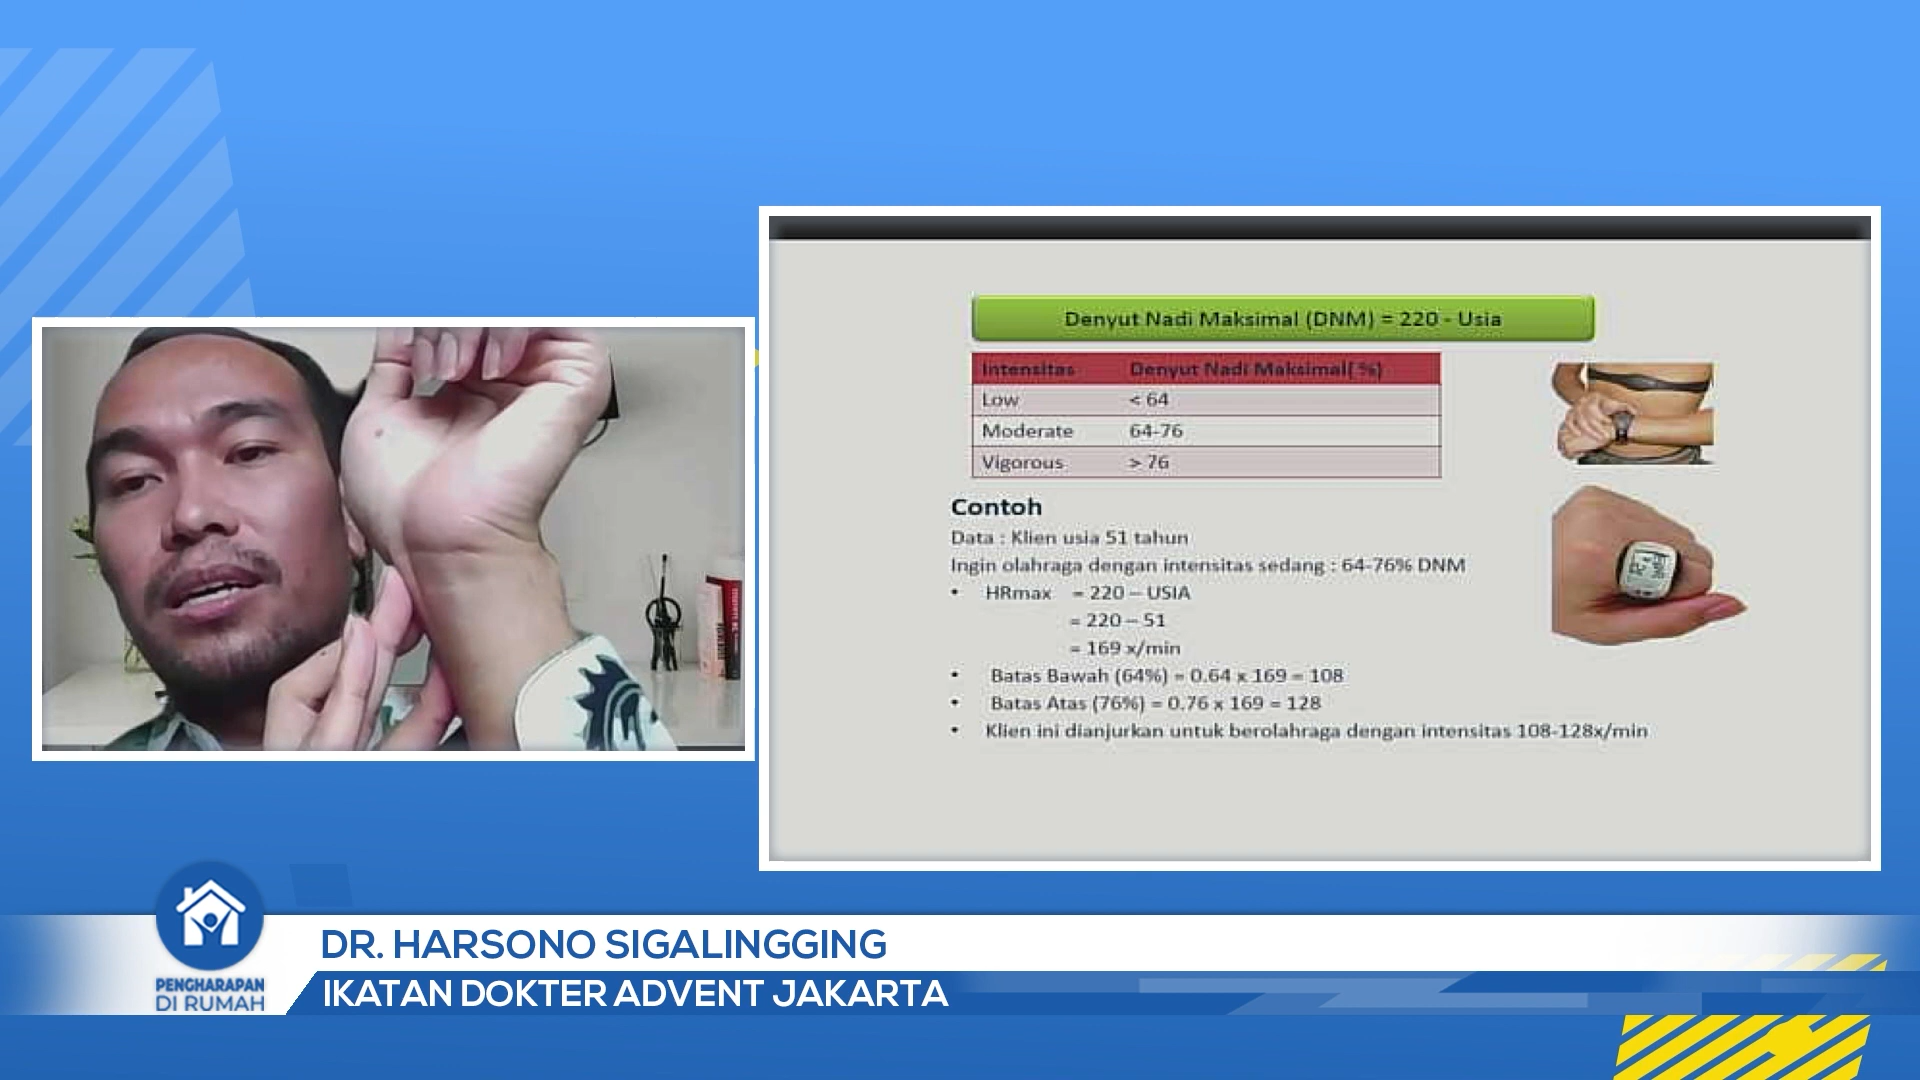 Denyut Nadi Maksimal (DNM) = 220 - Usia
Intensitas Denyut Nadi Maksimal(%)
Low < 64
Moderate 64-76
Vigorous > 76
Contoh
Data : Klien usia 51 tahun
Ingin olahraga dengan intensitas sedang : 64-76% DNM
• HRmax = 220 – USIA
= 220 – 51
= 169 x/min
• Batas Bawah (64%) = 0.64 x 169 = 108
• Batas Atas (76%) = 0.76 x 169 = 128
• Klien ini dianjurkan untuk berolahraga dengan intensitas 108-128x/min
DR. HARSONO SIGALINGGING
IKATAN DOKTER ADVENT JAKARTA
PENGHARAPAN
DI RUMAH